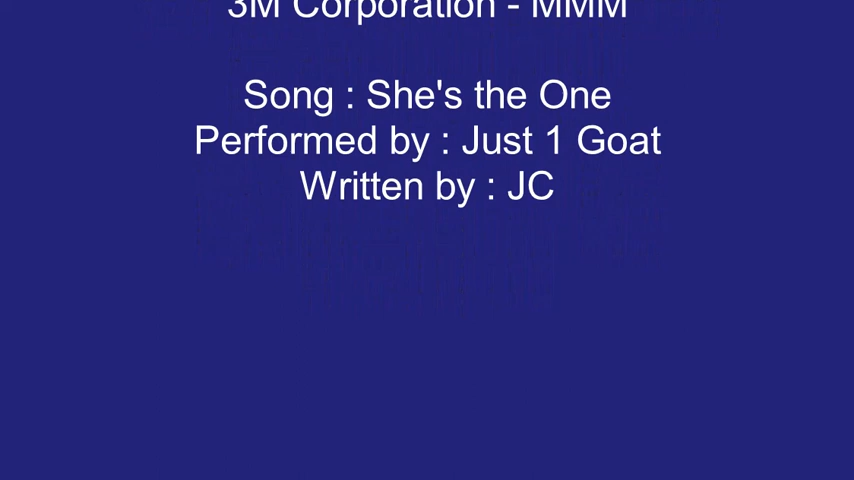 3M Corporation - MMM
Song : She's the One
Performed by : Just 1 Goat
Written by : JC